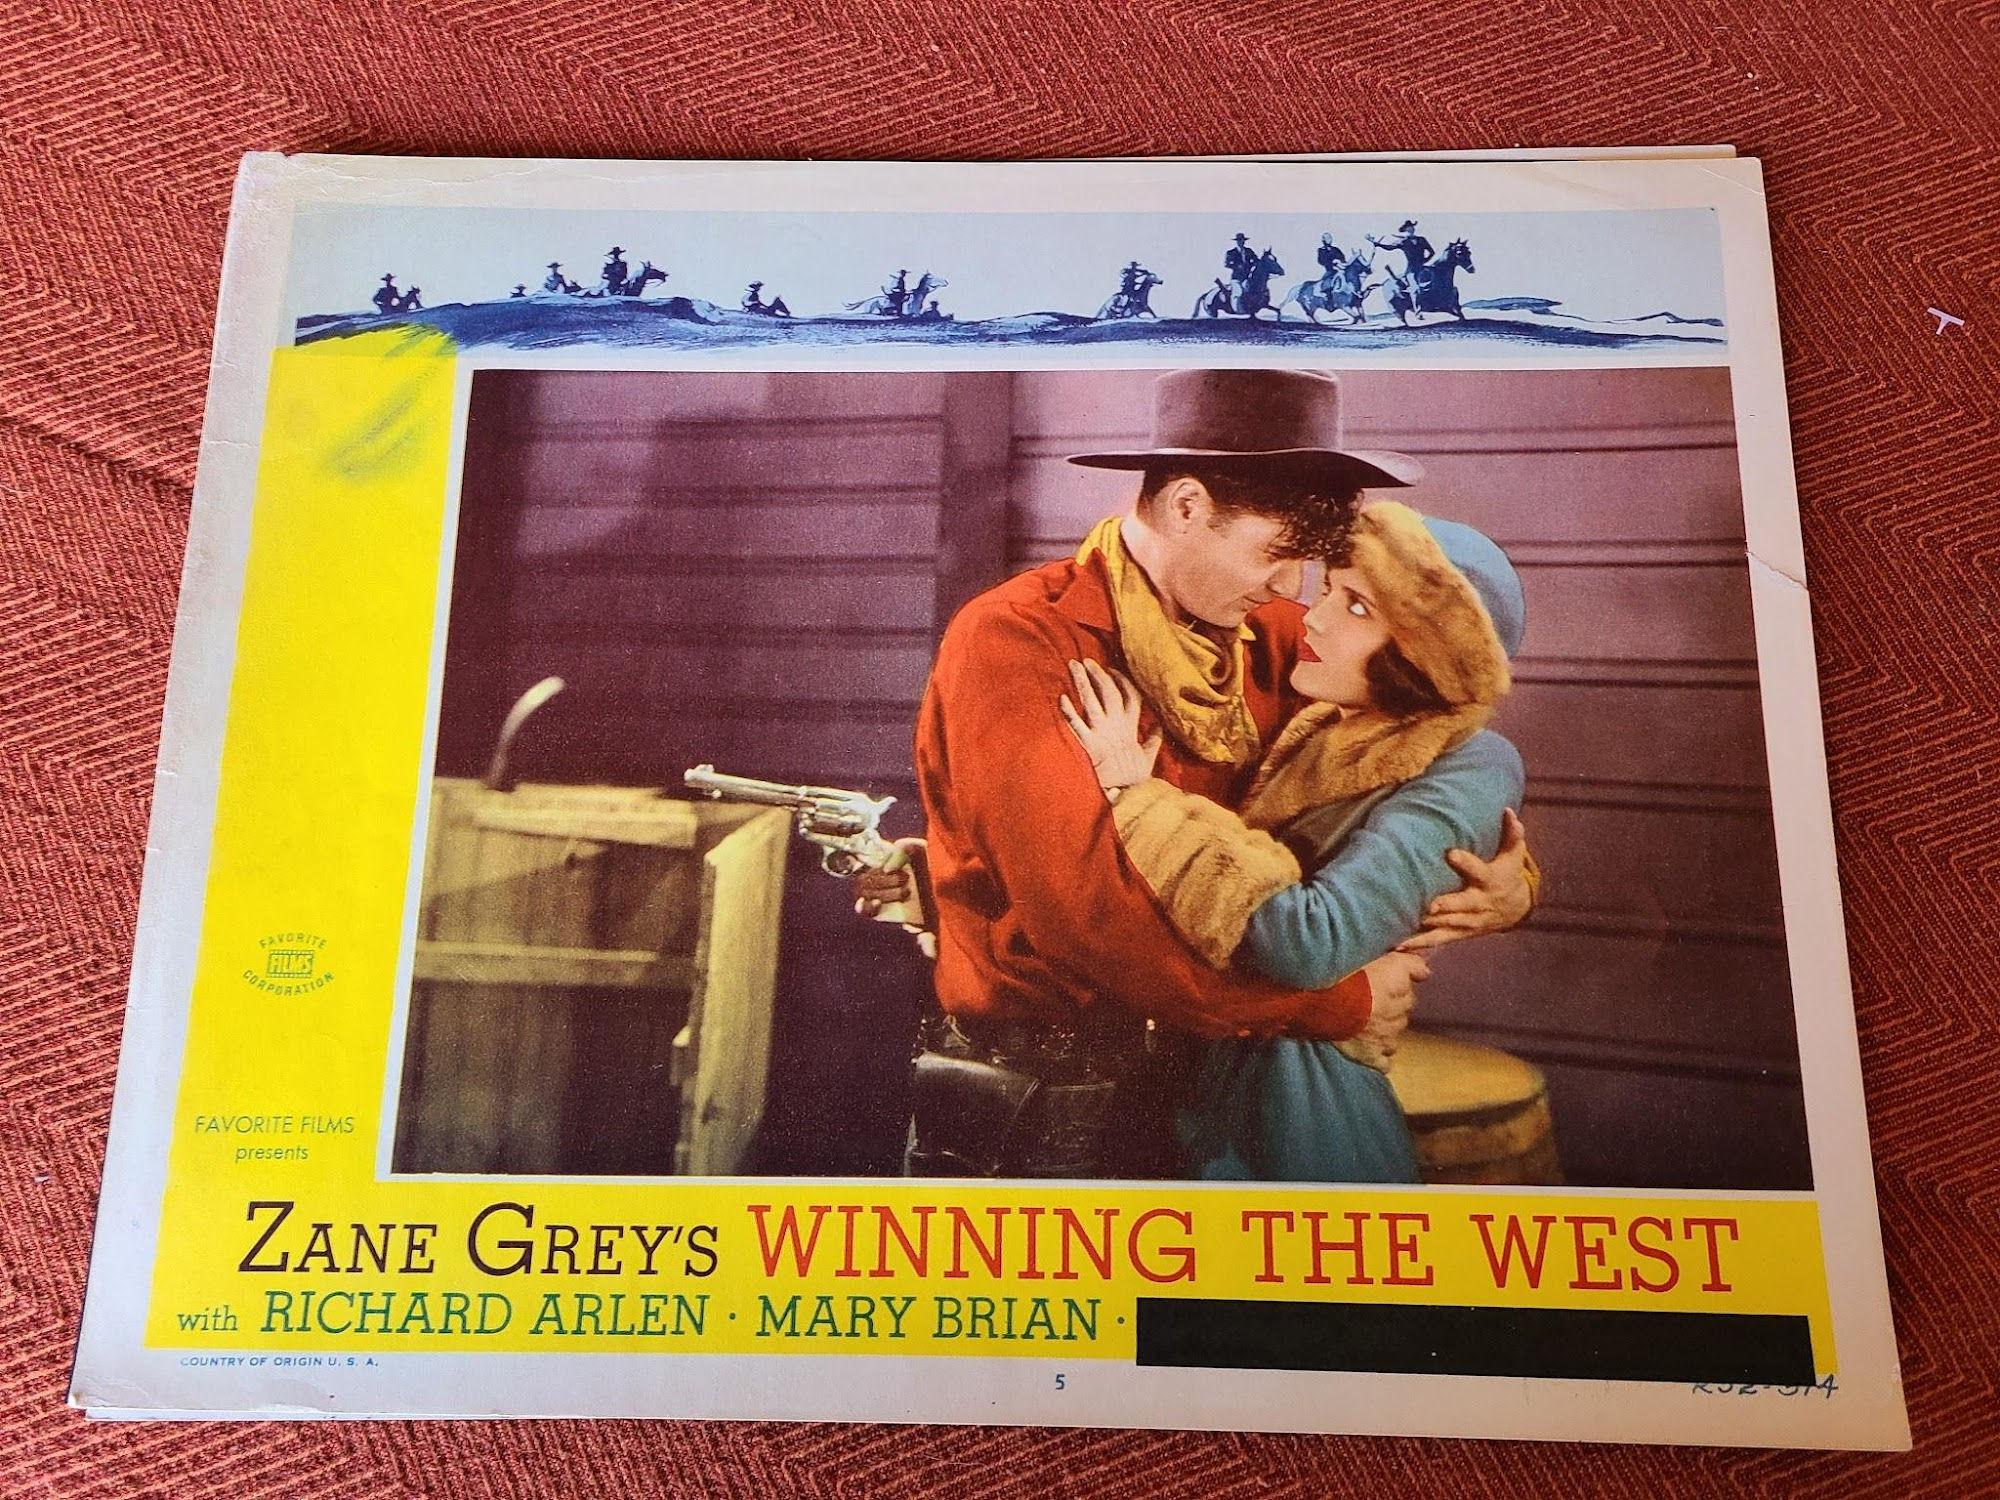 FAVORITE
FILMS
CORPORATION
FAVORITE FILMS
presents
ZANE GREY'S WINNING THE WEST
with RICHARD ARLEN · MARY BRIAN ·
COUNTRY OF ORIGIN U. S. A.
5